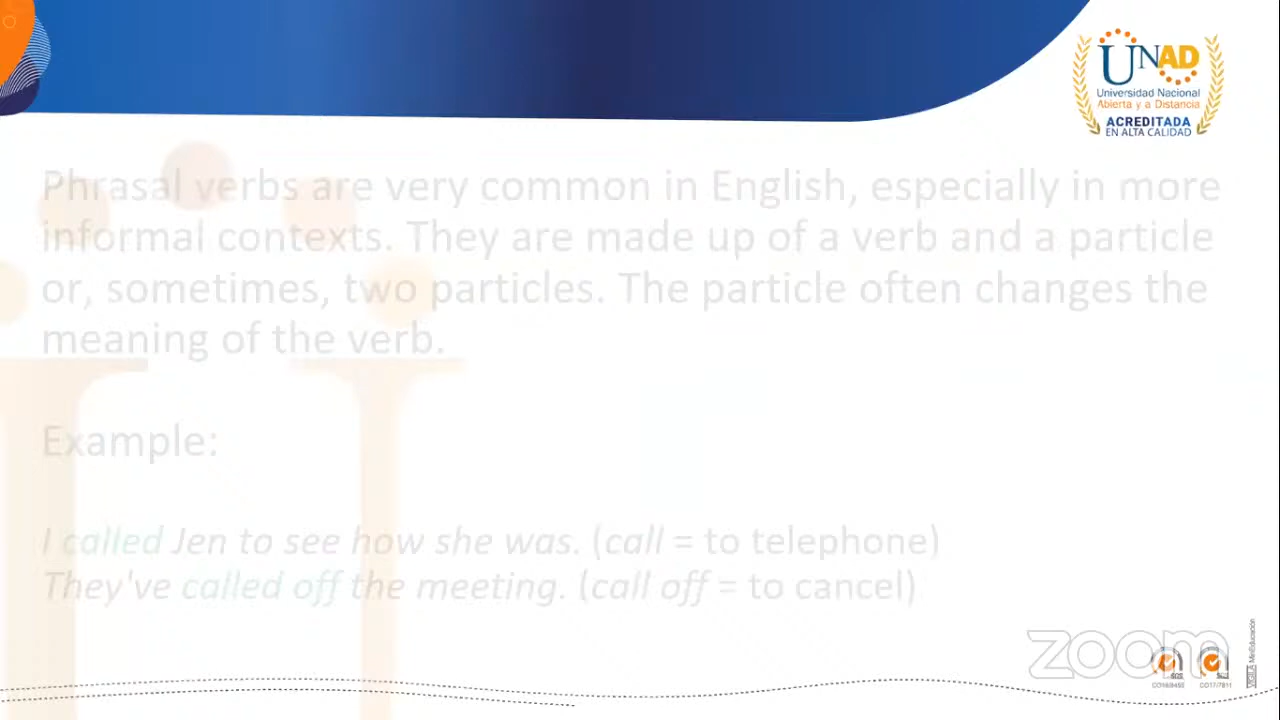 UNAD
Universidad Nacional
Abierta y a Distancia
ACREDITADA
EN ALTA CALIDAD
Phrasal verbs are very common in English, especially in more
informal contexts. They are made up of a verb and a particle
or, sometimes, two particles. The particle often changes the
meaning of the verb.
Example:
I called Jen to see how she was. (call = to telephone)
They've called off the meeting. (call off = to cancel)
zoom